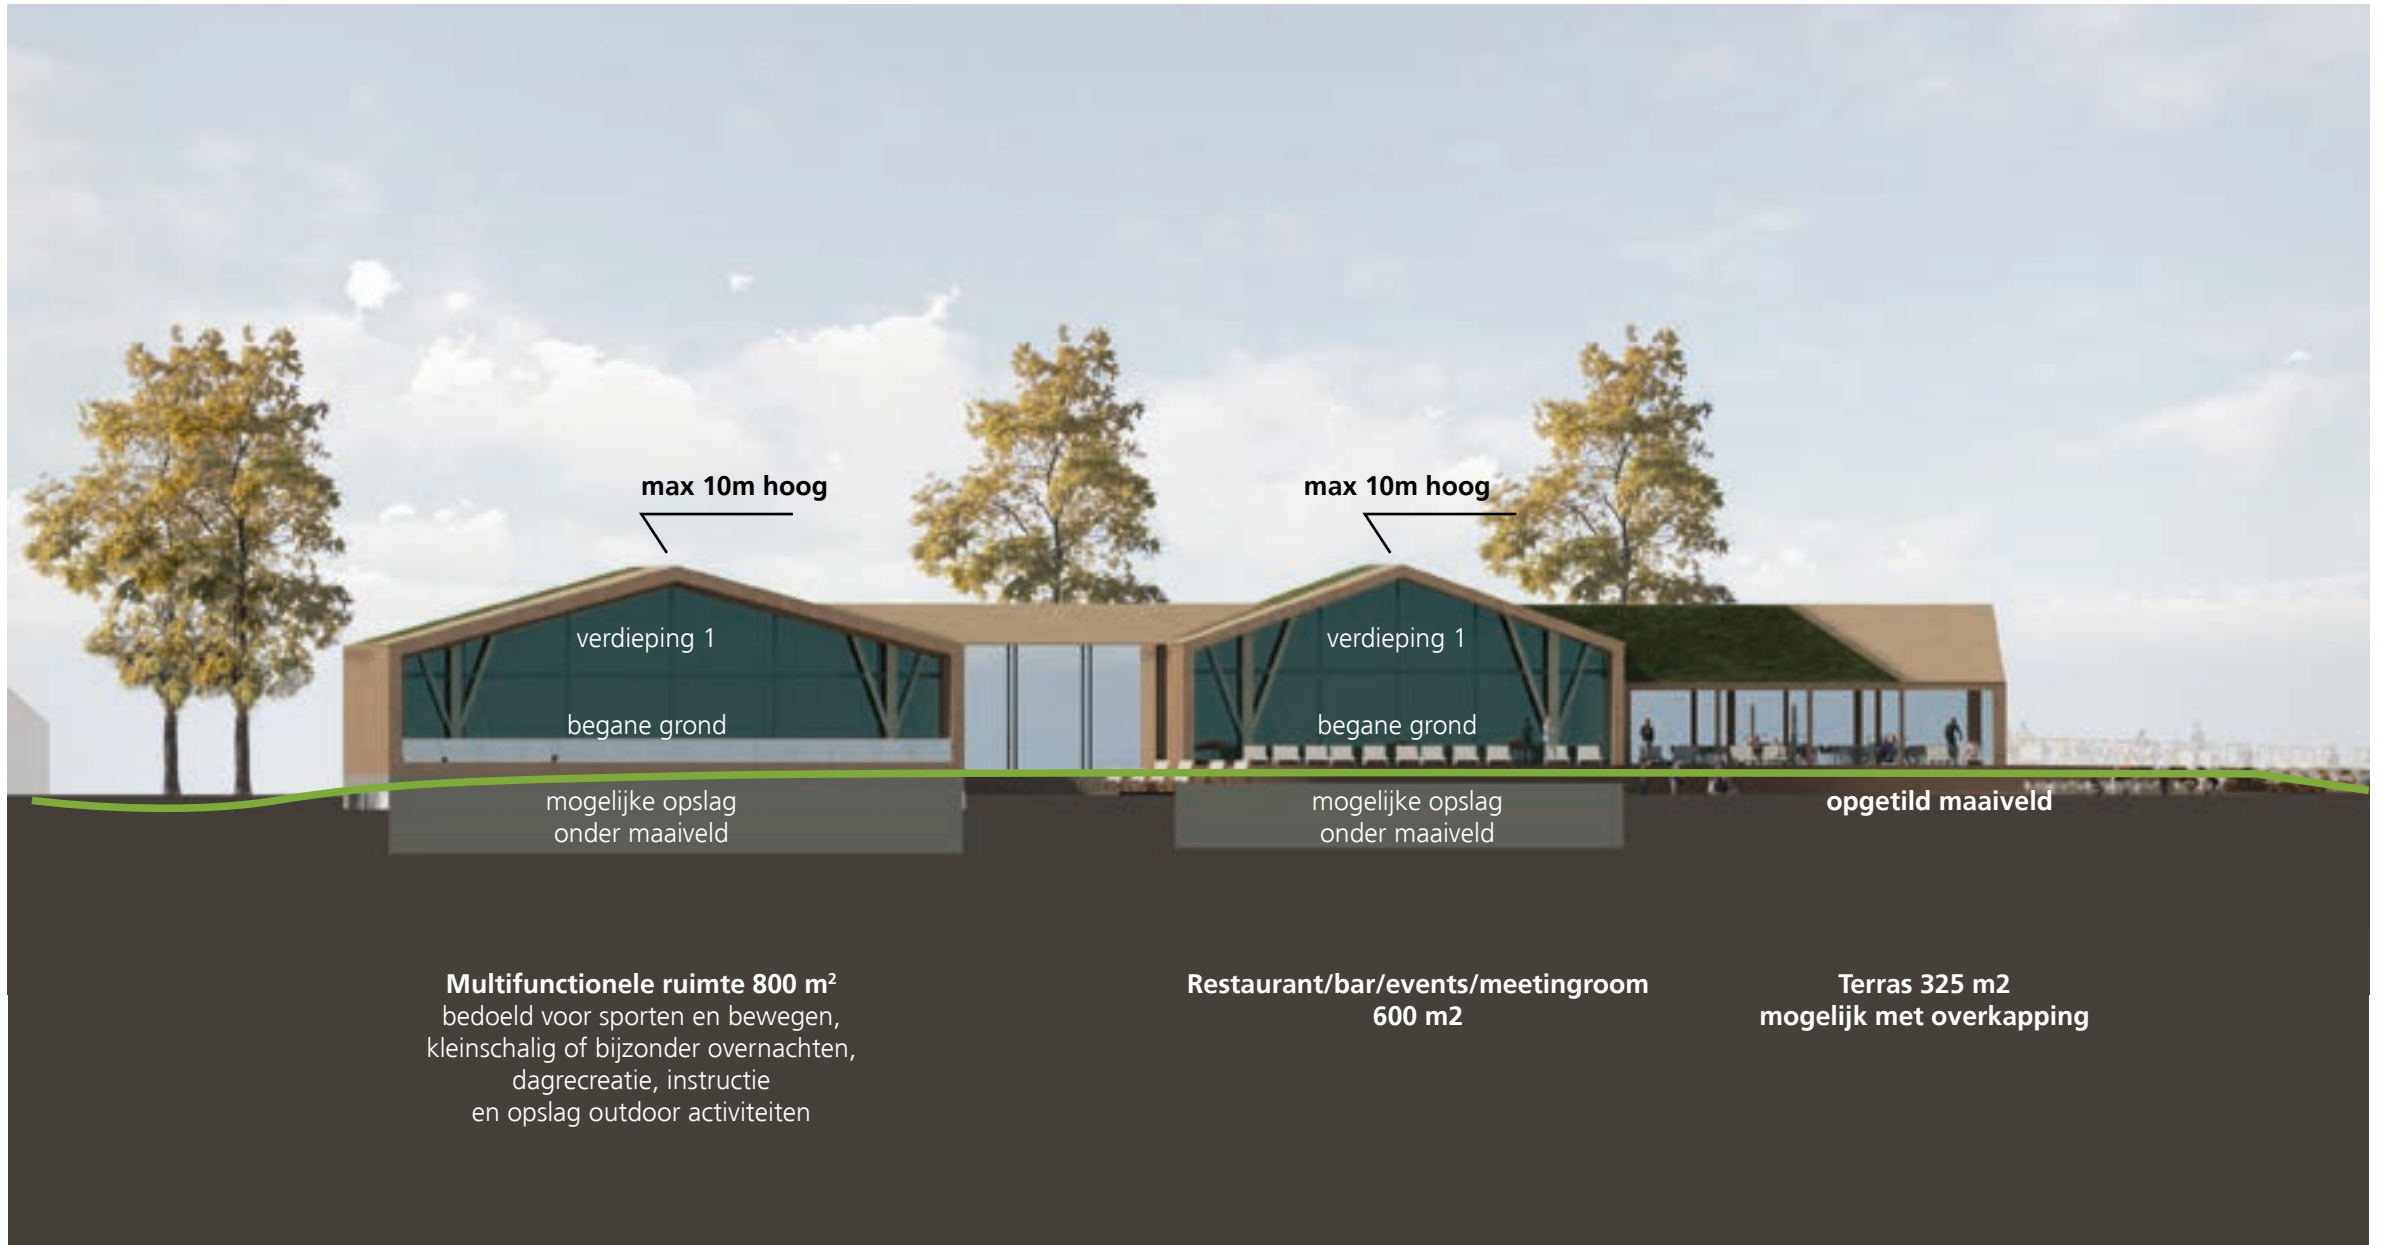 max 10m hoog
max 10m hoog
verdieping 1
verdieping 1
begane grond
begane grond
mogelijke opslag
onder maaiveld
mogelijke opslag
onder maaiveld
opgetild maaiveld
Multifunctionele ruimte 800 m²
bedoeld voor sporten en bewegen,
kleinschalig of bijzonder overnachten,
dagrecreatie, instructie
en opslag outdoor activiteiten
Restaurant/bar/events/meetingroom
600 m2
Terras 325 m2
mogelijk met overkapping